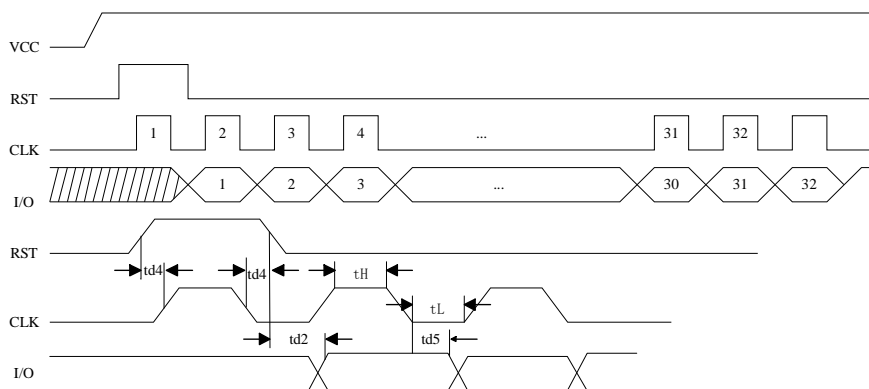 VCC
RST
CLK 1 2 3 4 ... 31 32
I/O 1 2 3 ... 30 31 32
RST
td4 td4 tH
CLK tL
td2 td5
I/O